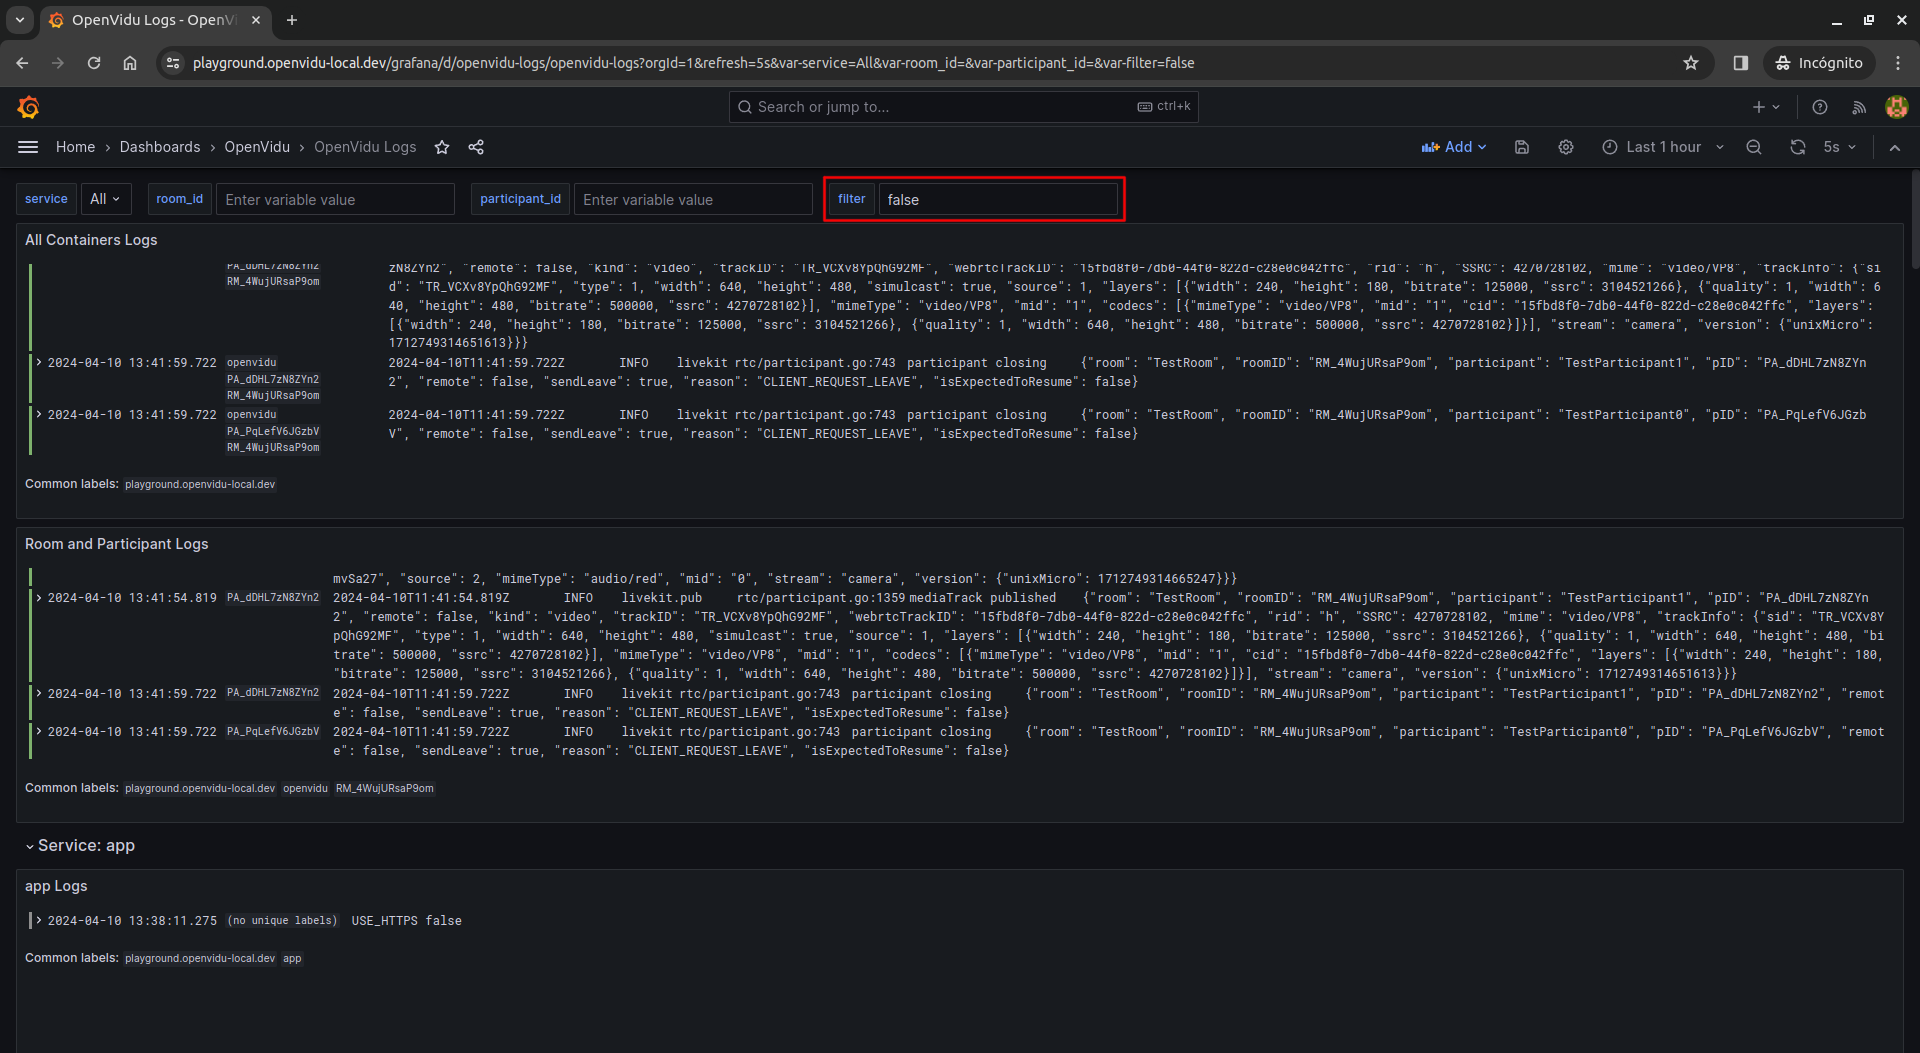 OpenVidu Logs - OpenVi
playground.openvidu-local.dev/grafana/d/openvidu-logs/openvidu-logs?orgId=1&refresh=5s&var-service=All&var-room_id=&var-participant_id=&var-filter=false
Incógnito
Search or jump to... ctrl+k
Home › Dashboards › OpenVidu › OpenVidu Logs
Add
Last 1 hour
5s
service All room_id Enter variable value participant_id Enter variable value filter false
All Containers Logs
PA_dDHL7zN8ZYn2 zN8ZYn2", "remote": false, "kind": "video", "trackID": "TR_VCXv8YpQhG92MF", "webrtcTrackID": "15fbd8f0-7db0-44f0-822d-c28e0c042ffc", "rid": "h", "SSRC": 4270728102, "mime": "video/VP8", "trackInfo": {"si
RM_4WujURsaP9om d": "TR_VCXv8YpQhG92MF", "type": 1, "width": 640, "height": 480, "simulcast": true, "source": 1, "layers": [{"width": 240, "height": 180, "bitrate": 125000, "ssrc": 3104521266}, {"quality": 1, "width": 6
40, "height": 480, "bitrate": 500000, "ssrc": 4270728102}], "mimeType": "video/VP8", "mid": "1", "codecs": [{"mimeType": "video/VP8", "mid": "1", "cid": "15fbd8f0-7db0-44f0-822d-c28e0c042ffc", "layers":
[{"width": 240, "height": 180, "bitrate": 125000, "ssrc": 3104521266}, {"quality": 1, "width": 640, "height": 480, "bitrate": 500000, "ssrc": 4270728102}]}], "stream": "camera", "version": {"unixMicro":
1712749314651613}}}
2024-04-10 13:41:59.722 openvidu 2024-04-10T11:41:59.722Z INFO livekit rtc/participant.go:743 participant closing {"room": "TestRoom", "roomID": "RM_4WujURsaP9om", "participant": "TestParticipant1", "pID": "PA_dDHL7zN8ZYn
PA_dDHL7zN8ZYn2 2", "remote": false, "sendLeave": true, "reason": "CLIENT_REQUEST_LEAVE", "isExpectedToResume": false}
RM_4WujURsaP9om
2024-04-10 13:41:59.722 openvidu 2024-04-10T11:41:59.722Z INFO livekit rtc/participant.go:743 participant closing {"room": "TestRoom", "roomID": "RM_4WujURsaP9om", "participant": "TestParticipant0", "pID": "PA_PqLefV6JGzb
PA_PqLefV6JGzbV V", "remote": false, "sendLeave": true, "reason": "CLIENT_REQUEST_LEAVE", "isExpectedToResume": false}
RM_4WujURsaP9om
Common labels: playground.openvidu-local.dev
Room and Participant Logs
mvSa27", "source": 2, "mimeType": "audio/red", "mid": "0", "stream": "camera", "version": {"unixMicro": 1712749314665247}}}
2024-04-10 13:41:54.819 PA_dDHL7zN8ZYn2 2024-04-10T11:41:54.819Z INFO livekit.pub rtc/participant.go:1359 mediaTrack published {"room": "TestRoom", "roomID": "RM_4WujURsaP9om", "participant": "TestParticipant1", "pID": "PA_dDHL7zN8ZYn
2", "remote": false, "kind": "video", "trackID": "TR_VCXv8YpQhG92MF", "webrtcTrackID": "15fbd8f0-7db0-44f0-822d-c28e0c042ffc", "rid": "h", "SSRC": 4270728102, "mime": "video/VP8", "trackInfo": {"sid": "TR_VCXv8Y
pQhG92MF", "type": 1, "width": 640, "height": 480, "simulcast": true, "source": 1, "layers": [{"width": 240, "height": 180, "bitrate": 125000, "ssrc": 3104521266}, {"quality": 1, "width": 640, "height": 480, "bi
trate": 500000, "ssrc": 4270728102}], "mimeType": "video/VP8", "mid": "1", "codecs": [{"mimeType": "video/VP8", "mid": "1", "cid": "15fbd8f0-7db0-44f0-822d-c28e0c042ffc", "layers": [{"width": 240, "height": 180,
"bitrate": 125000, "ssrc": 3104521266}, {"quality": 1, "width": 640, "height": 480, "bitrate": 500000, "ssrc": 4270728102}]}], "stream": "camera", "version": {"unixMicro": 1712749314651613}}}
2024-04-10 13:41:59.722 PA_dDHL7zN8ZYn2 2024-04-10T11:41:59.722Z INFO livekit rtc/participant.go:743 participant closing {"room": "TestRoom", "roomID": "RM_4WujURsaP9om", "participant": "TestParticipant1", "pID": "PA_dDHL7zN8ZYn2", "remot
e": false, "sendLeave": true, "reason": "CLIENT_REQUEST_LEAVE", "isExpectedToResume": false}
2024-04-10 13:41:59.722 PA_PqLefV6JGzbV 2024-04-10T11:41:59.722Z INFO livekit rtc/participant.go:743 participant closing {"room": "TestRoom", "roomID": "RM_4WujURsaP9om", "participant": "TestParticipant0", "pID": "PA_PqLefV6JGzbV", "remot
e": false, "sendLeave": true, "reason": "CLIENT_REQUEST_LEAVE", "isExpectedToResume": false}
Common labels: playground.openvidu-local.dev openvidu RM_4WujURsaP9om
Service: app
app Logs
2024-04-10 13:38:11.275 (no unique labels) USE_HTTPS false
Common labels: playground.openvidu-local.dev app